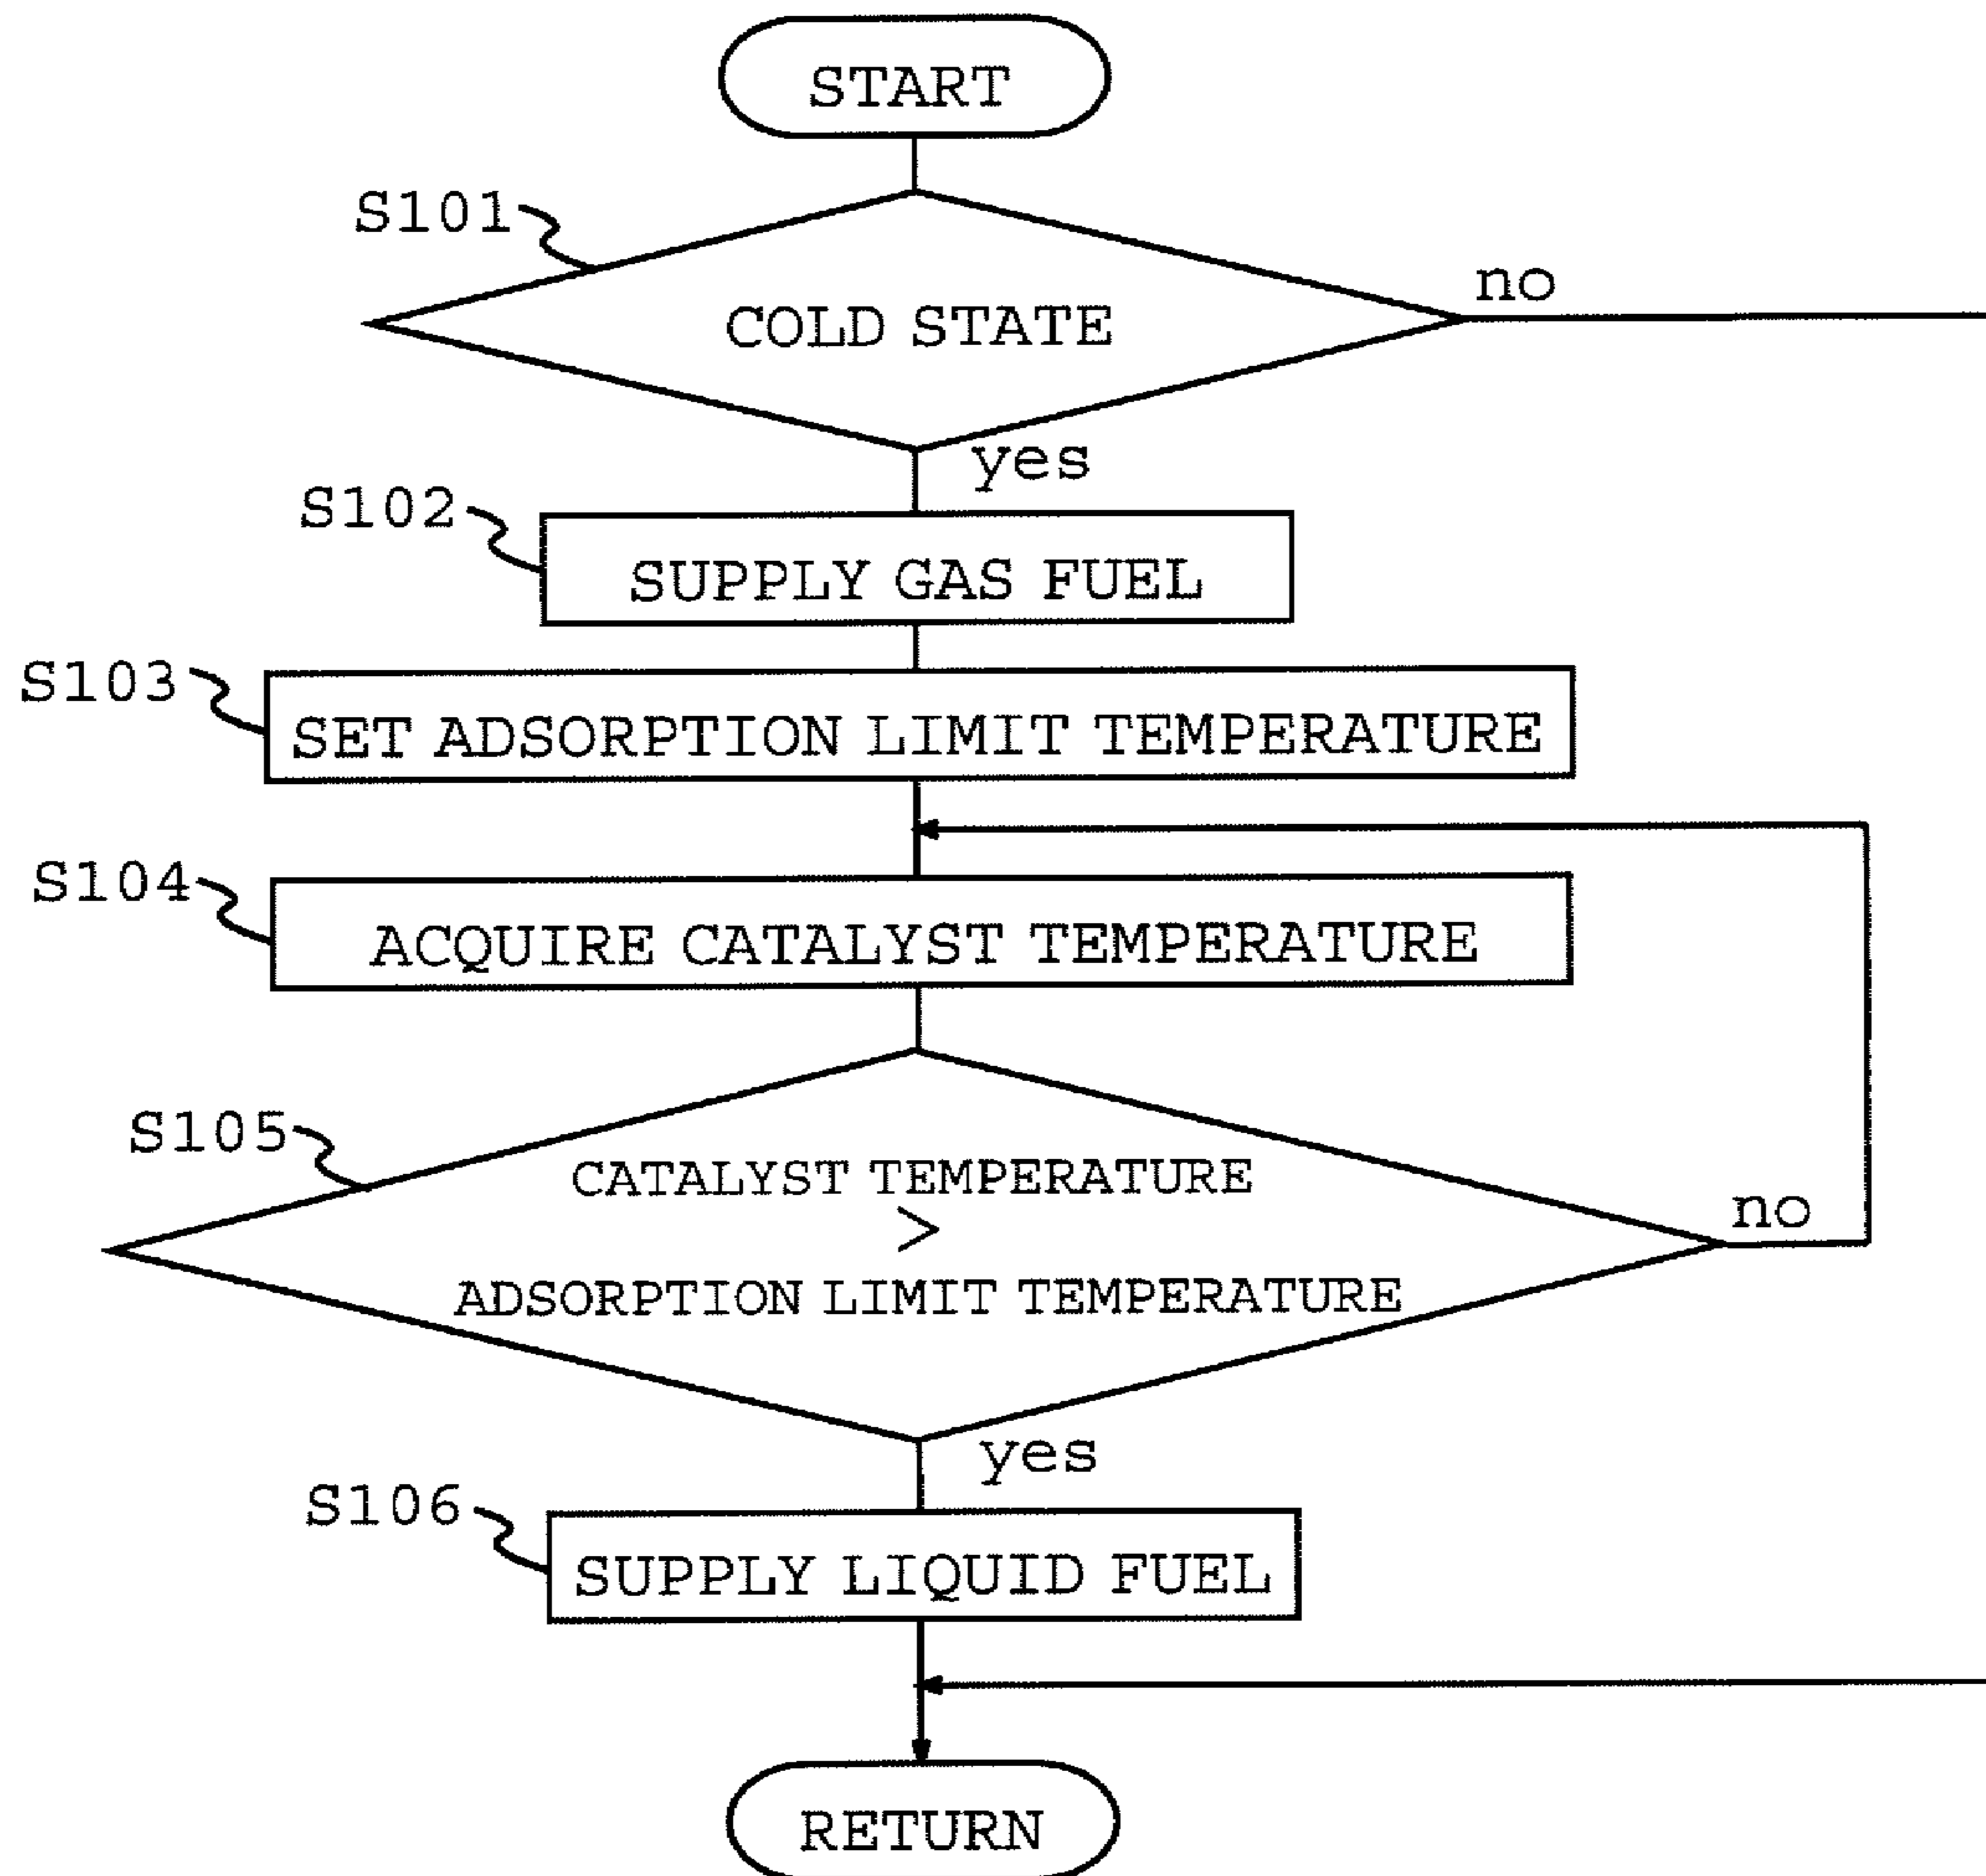 START
S101
COLD STATE
no
yes
S102
SUPPLY GAS FUEL
S103
SET ADSORPTION LIMIT TEMPERATURE
S104
ACQUIRE CATALYST TEMPERATURE
S105
CATALYST TEMPERATURE
>
ADSORPTION LIMIT TEMPERATURE
no
yes
S106
SUPPLY LIQUID FUEL
RETURN